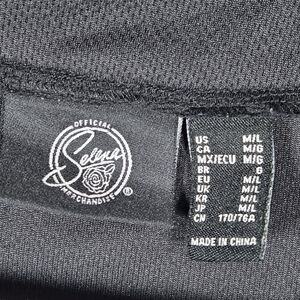 OFFICIAL
Selena
MERCHANDISE
®
US M/L
CA M/G
MX/ECU M/G
BR G
EU M/L
UK M/L
KR M/L
JP M/L
CN 170/76A
MADE IN CHINA